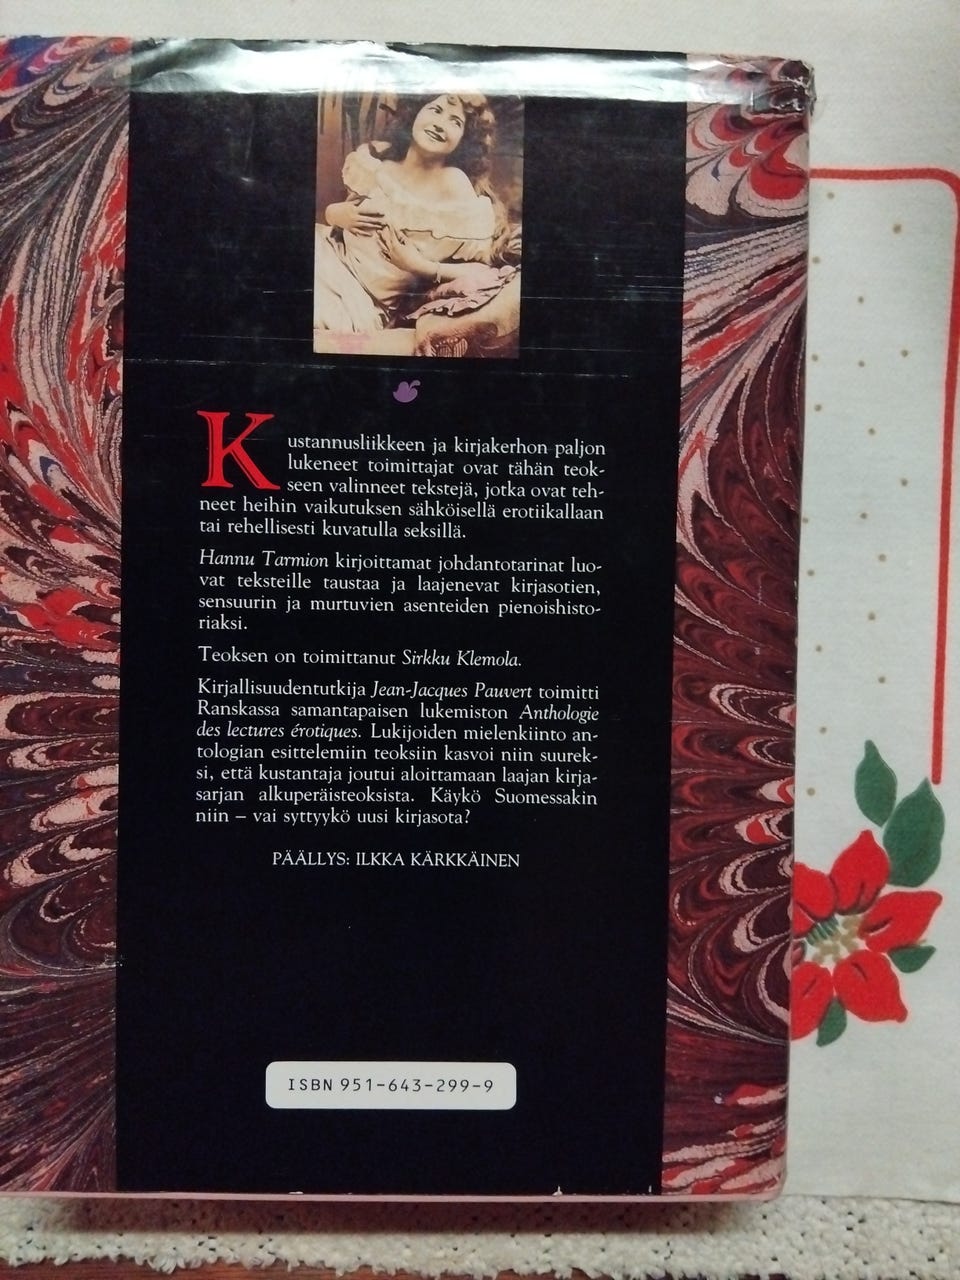 Kustannusliikkeen ja kirjakerhon paljon
lukeneet toimittajat ovat tähän teok-
seen valinneet tekstejä, jotka ovat teh-
neet heihin vaikutuksen sähköisellä erotiikallaan
tai rehellisesti kuvatulla seksillä.
Hannu Tarmion kirjoittamat johdantotarinat luo-
vat teksteille taustaa ja laajenevat kirjasotien,
sensuurin ja murtuvien asenteiden pienoishisto-
riaksi.
Teoksen on toimittanut Sirkku Klemola.
Kirjallisuudentutkija Jean-Jacques Pauvert toimitti
Ranskassa samantapaisen lukemiston Anthologie
des lectures érotiques. Lukijoiden mielenkiinto an-
tologian esittelemiin teoksiin kasvoi niin suurek-
si, että kustantaja joutui aloittamaan laajan kirja-
sarjan alkuperäisteoksista. Käykö Suomessakin
niin – vai syttyykö uusi kirjasota?
PÄÄLLYS: ILKKA KÄRKKÄINEN
ISBN 951-643-299-9